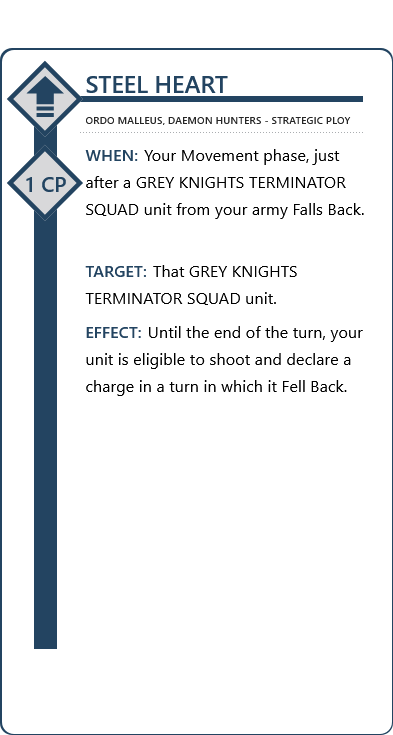 STEEL HEART
ORDO MALLEUS, DAEMON HUNTERS - STRATEGIC PLOY
1 CP
WHEN: Your Movement phase, just
after a GREY KNIGHTS TERMINATOR
SQUAD unit from your army Falls Back.
TARGET: That GREY KNIGHTS
TERMINATOR SQUAD unit.
EFFECT: Until the end of the turn, your
unit is eligible to shoot and declare a
charge in a turn in which it Fell Back.